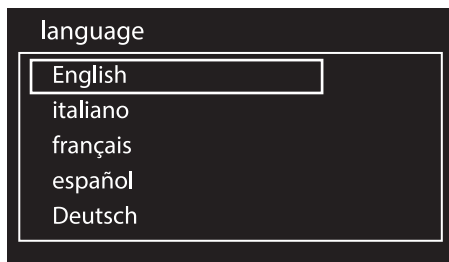 language
English
italiano
français
español
Deutsch